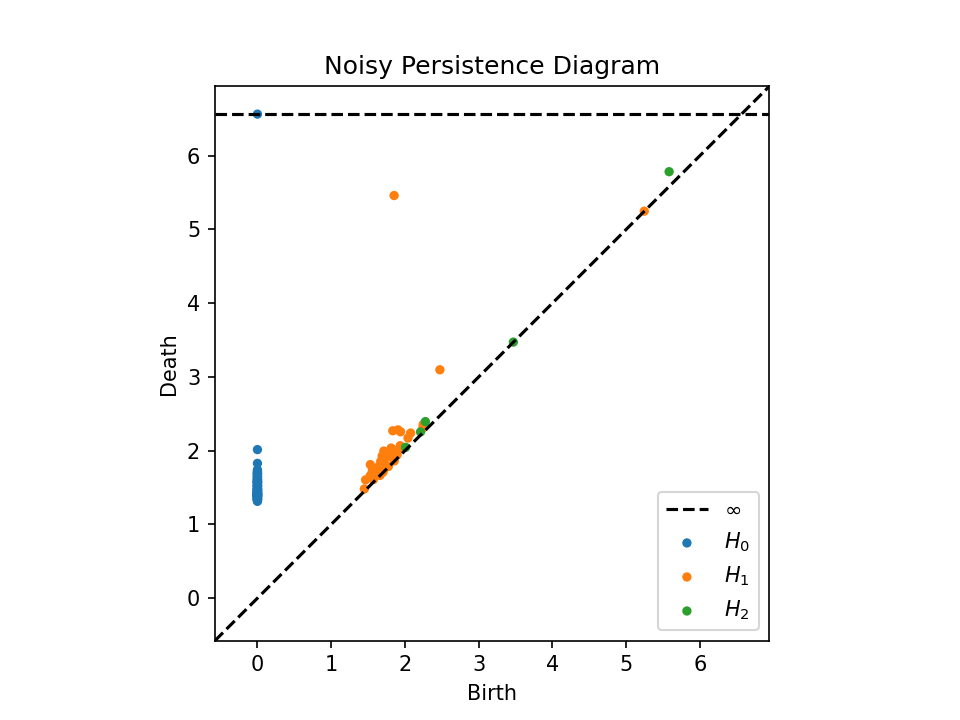 Noisy Persistence Diagram
Death
6
5
4
3
2
1
0
0 1 2 3 4 5 6
Birth
∞
H₀
H₁
H₂